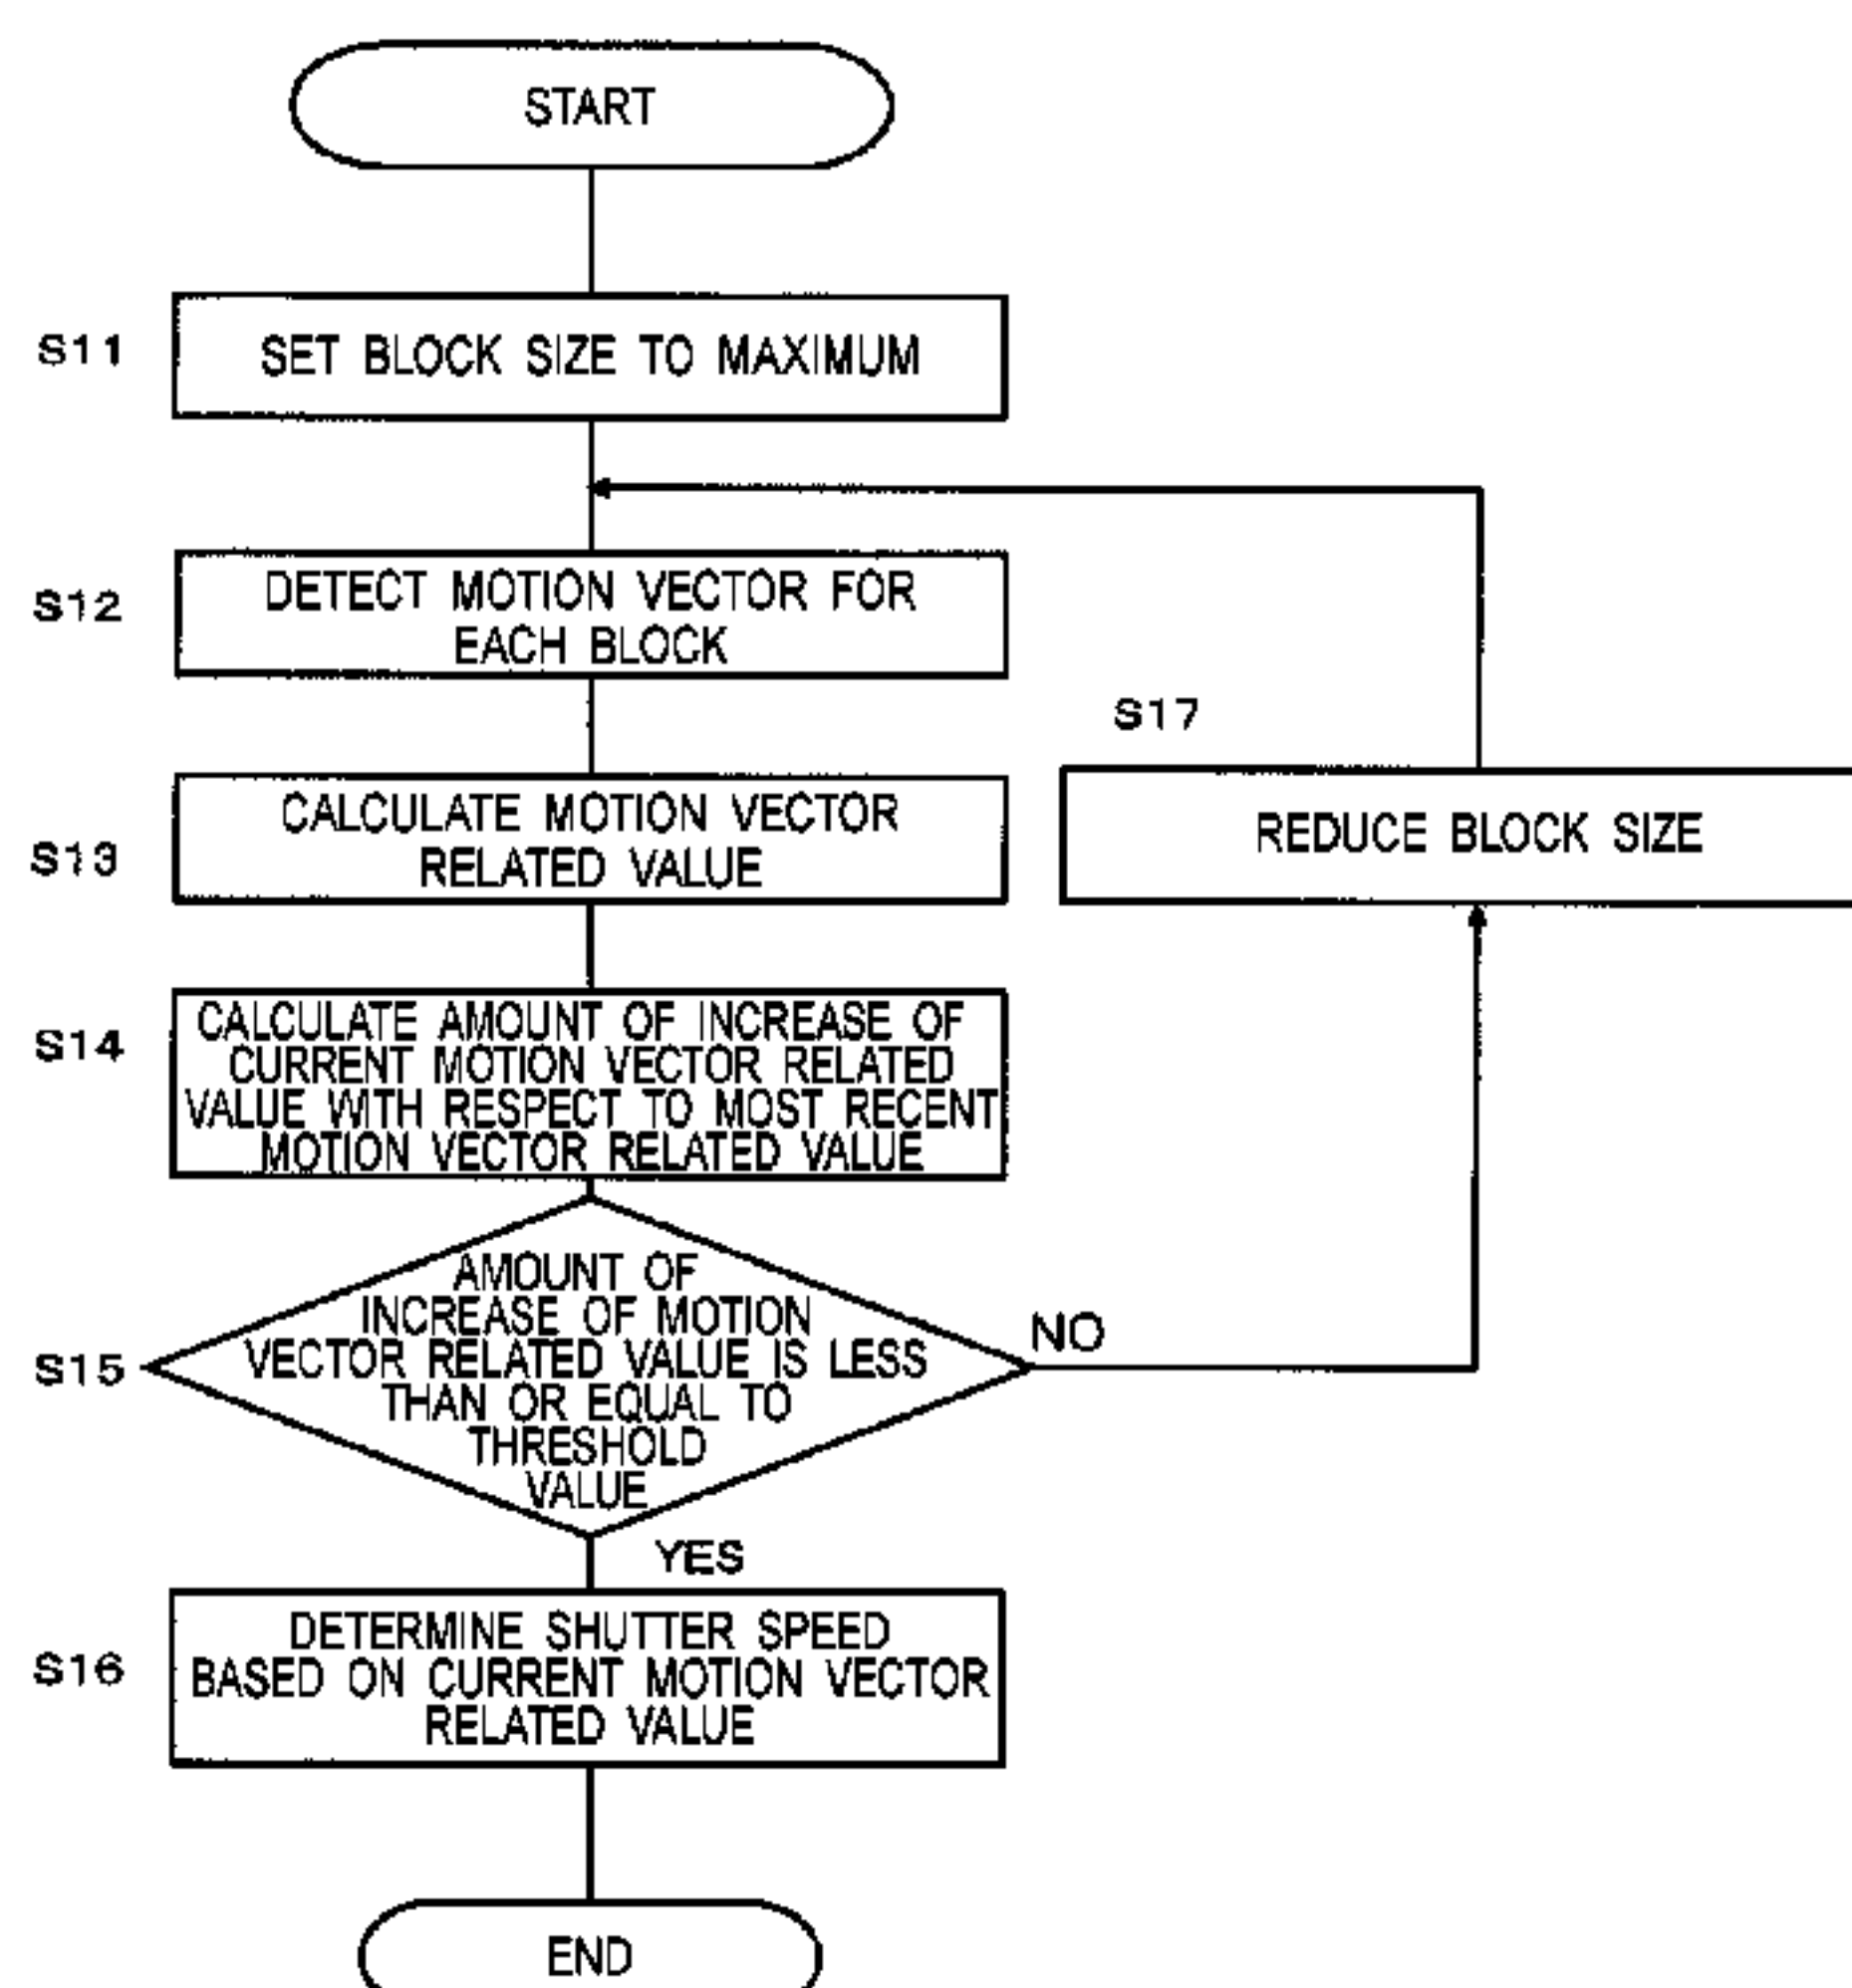 START
S11
SET BLOCK SIZE TO MAXIMUM
S12
DETECT MOTION VECTOR FOR
EACH BLOCK
S13
CALCULATE MOTION VECTOR
RELATED VALUE
S17
REDUCE BLOCK SIZE
S14
CALCULATE AMOUNT OF INCREASE OF
CURRENT MOTION VECTOR RELATED
VALUE WITH RESPECT TO MOST RECENT
MOTION VECTOR RELATED VALUE
S15
AMOUNT OF
INCREASE OF MOTION
VECTOR RELATED VALUE IS LESS
THAN OR EQUAL TO
THRESHOLD
VALUE
NO
YES
S16
DETERMINE SHUTTER SPEED
BASED ON CURRENT MOTION VECTOR
RELATED VALUE
END